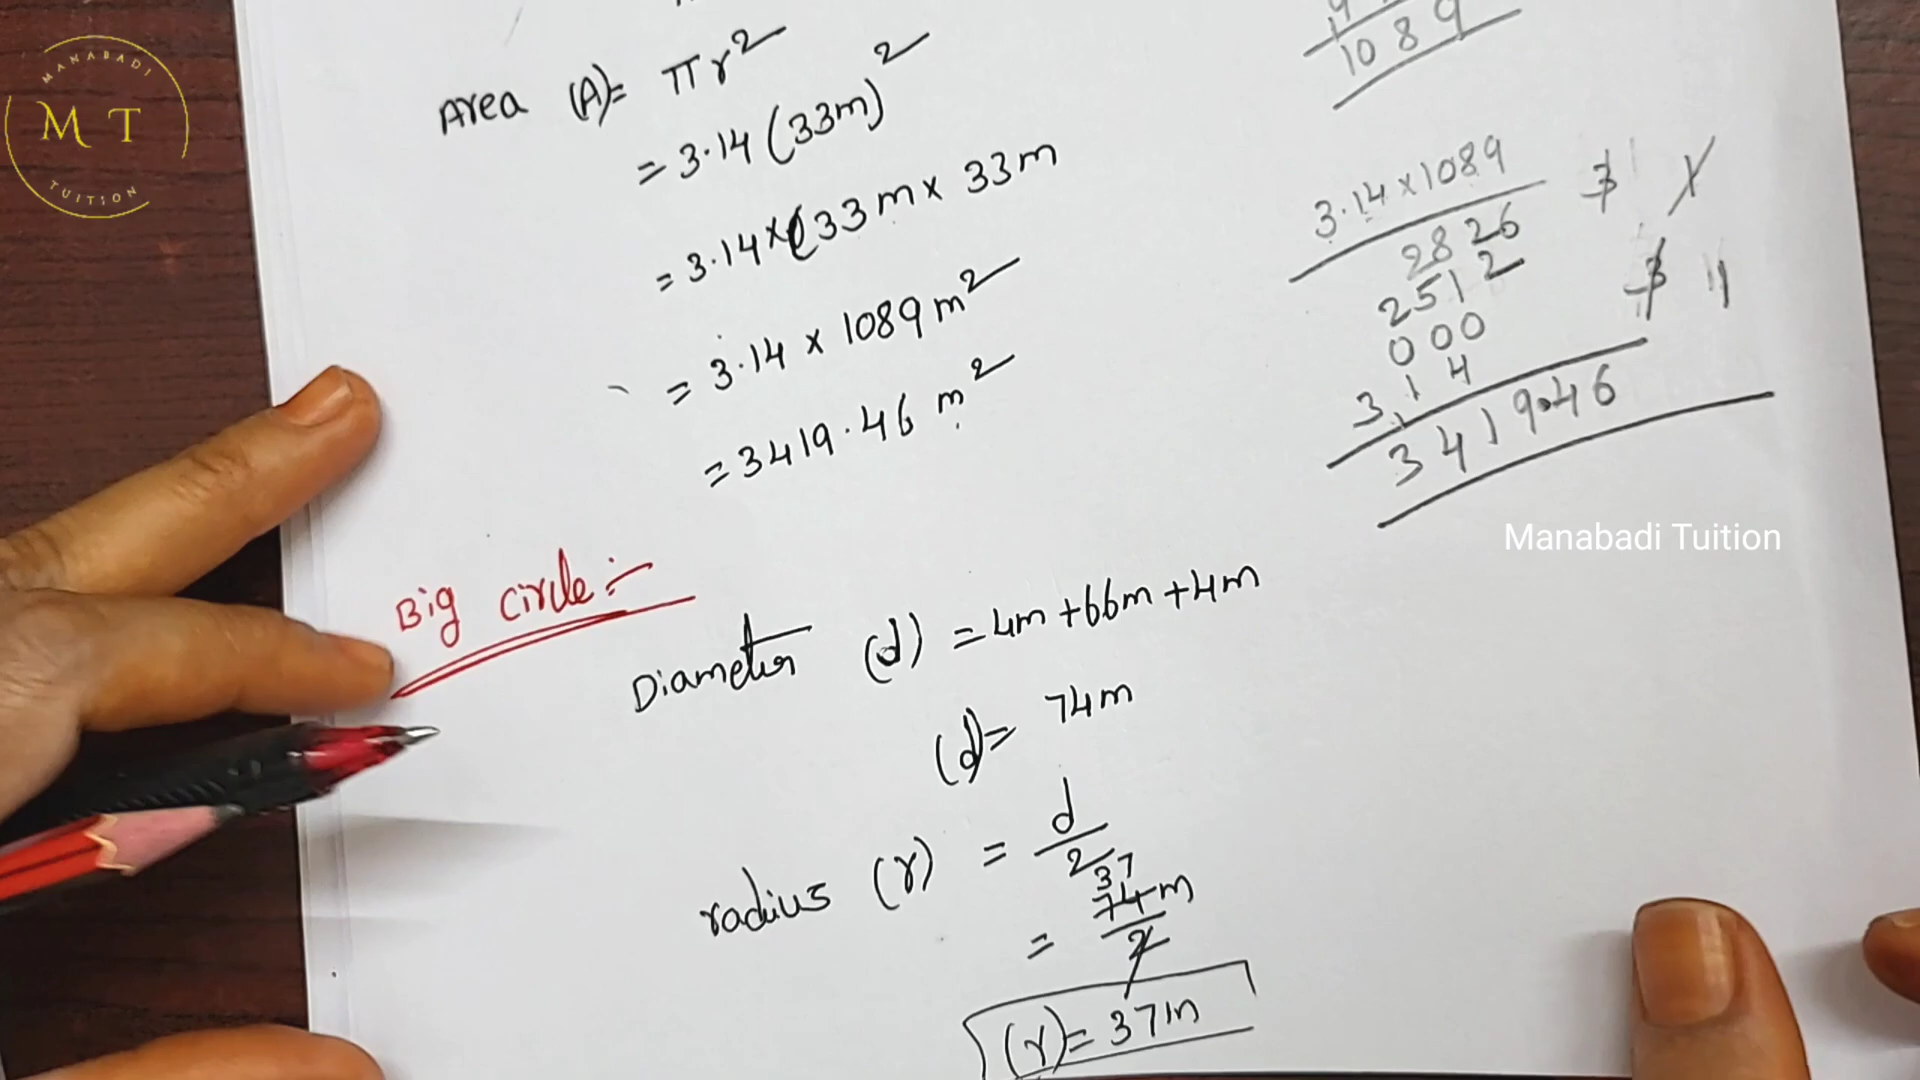 MANABADI
M T
TUITION
Area (A)= πr²
= 3.14 (33m)²
= 3.14×(33m × 33m
= 3.14 × 1089 m²
= 3419.46 m²
1089
3.14×1089
2826
2512
000
314
3419.46
Manabadi Tuition
Big circle:-
Diameter (d) = 4m+66m+4m
(d)= 74m
radius (r) = d/2
= 74m/2
37
(r)= 37m